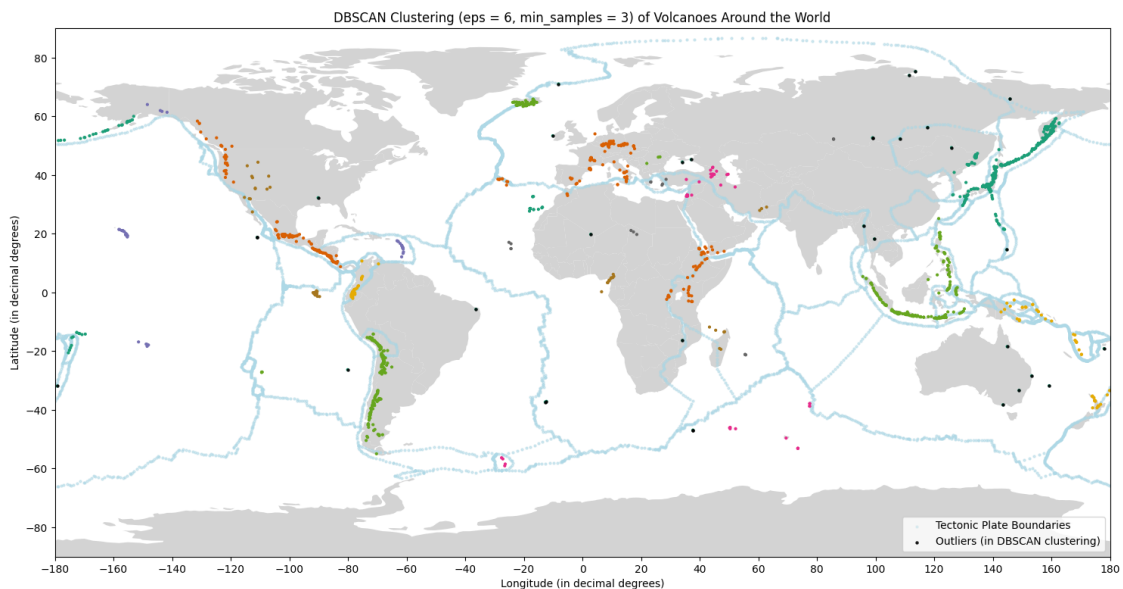 DBSCAN Clustering (eps = 6, min_samples = 3) of Volcanoes Around the World
Latitude (in decimal degrees)
80
60
40
20
0
−20
−40
−60
−80
Tectonic Plate Boundaries
Outliers (in DBSCAN clustering)
−180 −160 −140 −120 −100 −80 −60 −40 −20 0 20 40 60 80 100 120 140 160 180
Longitude (in decimal degrees)